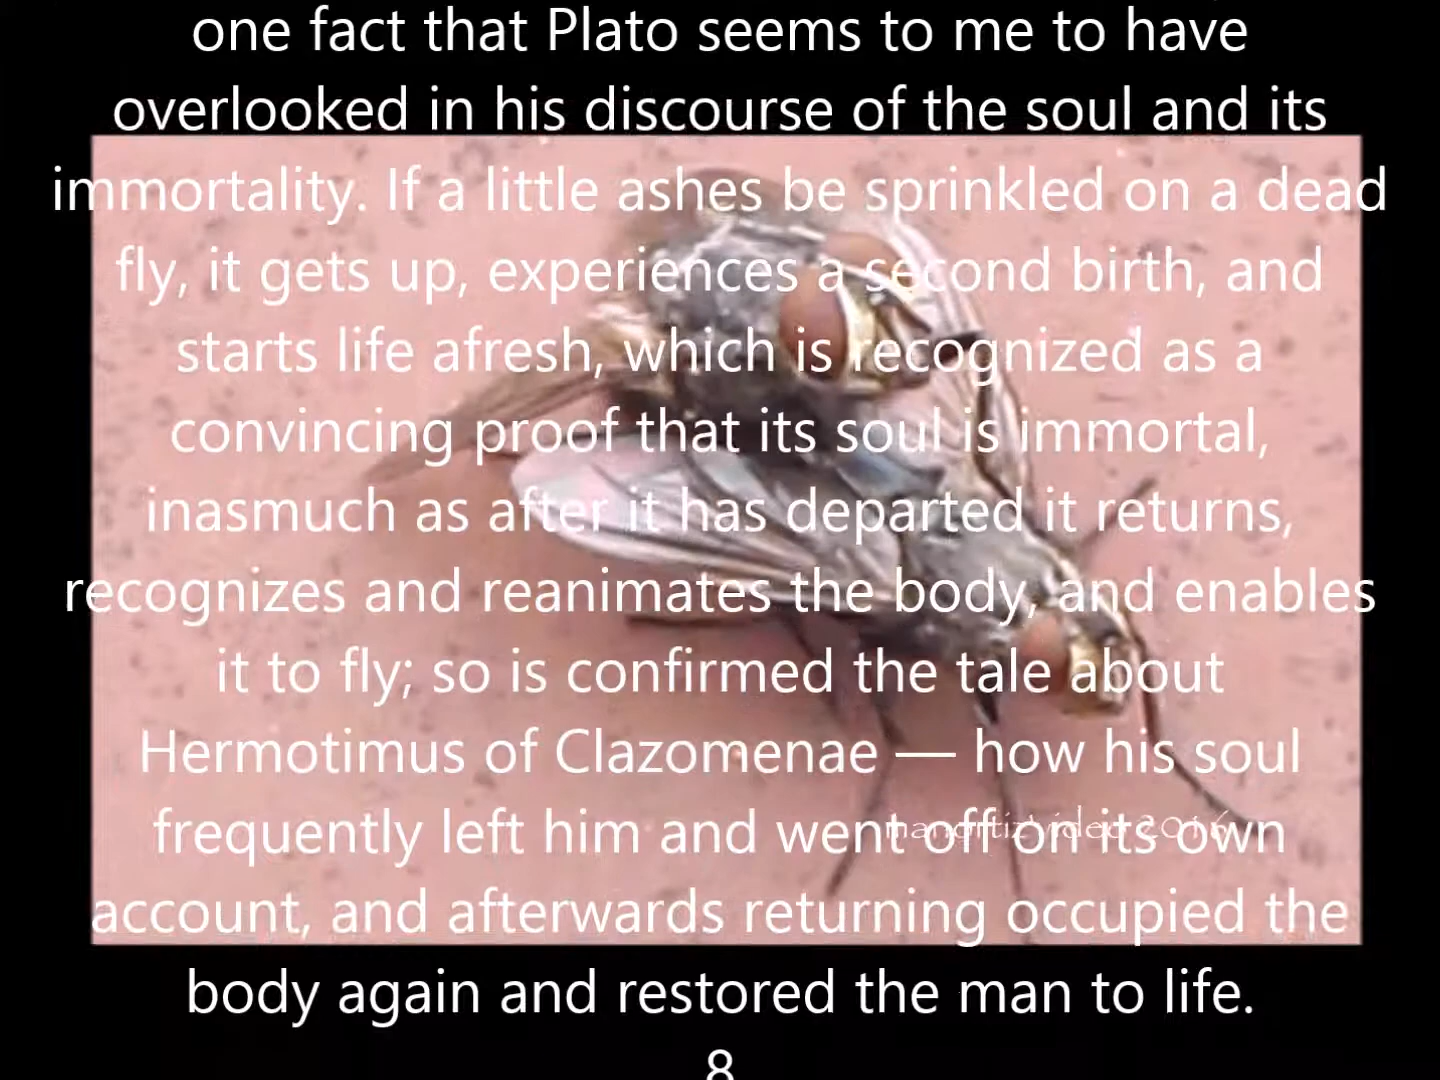 one fact that Plato seems to me to have
overlooked in his discourse of the soul and its
immortality. If a little ashes be sprinkled on a dead
fly, it gets up, experiences a second birth, and
starts life afresh, which is recognized as a
convincing proof that its soul is immortal,
inasmuch as after it has departed it returns,
recognizes and reanimates the body, and enables
it to fly; so is confirmed the tale about
Hermotimus of Clazomenae — how his soul
frequently left him and went off on its own
account, and afterwards returning occupied the
body again and restored the man to life.
8